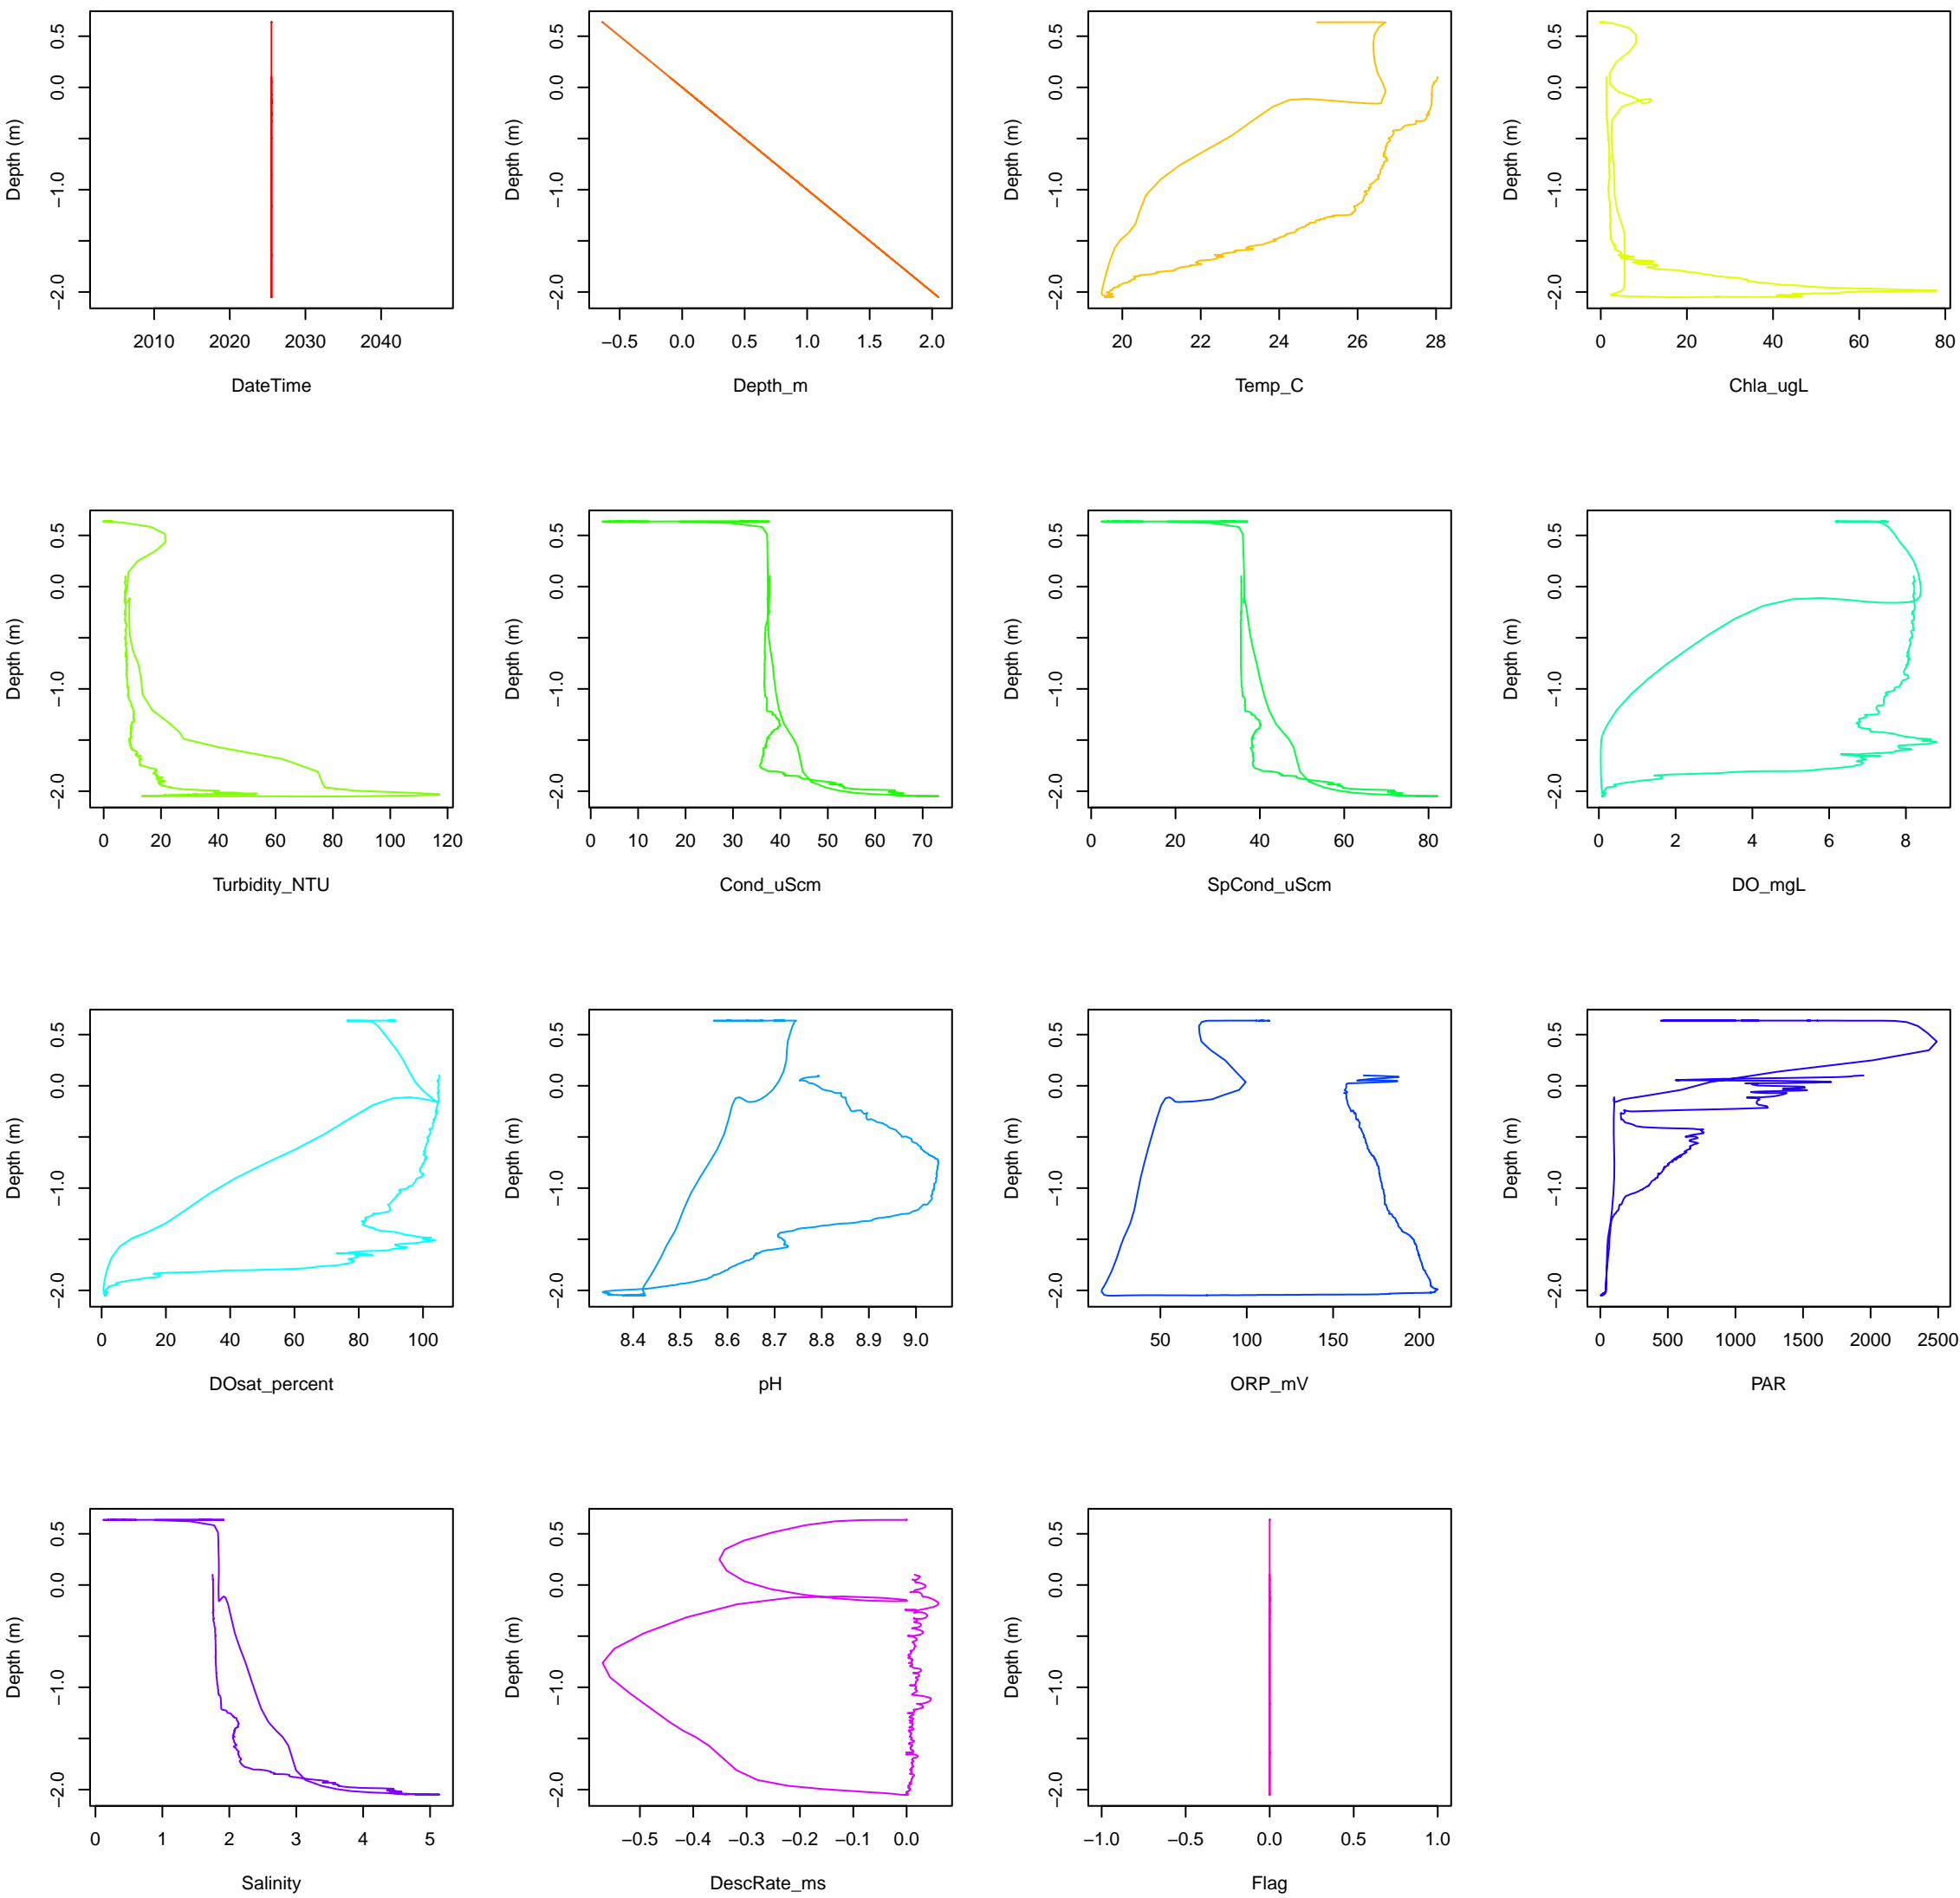 Depth (m)
0.5
0.0
−1.0
−2.0
2010 2020 2030 2040
DateTime
Depth (m)
0.5
0.0
−1.0
−2.0
−0.5 0.0 0.5 1.0 1.5 2.0
Depth_m
Depth (m)
0.5
0.0
−1.0
−2.0
20 22 24 26 28
Temp_C
Depth (m)
0.5
0.0
−1.0
−2.0
0 20 40 60 80
Chla_ugL
Depth (m)
0.5
0.0
−1.0
−2.0
0 20 40 60 80 100 120
Turbidity_NTU
Depth (m)
0.5
0.0
−1.0
−2.0
0 10 20 30 40 50 60 70
Cond_uScm
Depth (m)
0.5
0.0
−1.0
−2.0
0 20 40 60 80
SpCond_uScm
Depth (m)
0.5
0.0
−1.0
−2.0
0 2 4 6 8
DO_mgL
Depth (m)
0.5
0.0
−1.0
−2.0
0 20 40 60 80 100
DOsat_percent
Depth (m)
0.5
0.0
−1.0
−2.0
8.4 8.5 8.6 8.7 8.8 8.9 9.0
pH
Depth (m)
0.5
0.0
−1.0
−2.0
50 100 150 200
ORP_mV
Depth (m)
0.5
0.0
−1.0
−2.0
0 500 1000 1500 2000 2500
PAR
Depth (m)
0.5
0.0
−1.0
−2.0
0 1 2 3 4 5
Salinity
Depth (m)
0.5
0.0
−1.0
−2.0
−0.5 −0.4 −0.3 −0.2 −0.1 0.0
DescRate_ms
Depth (m)
0.5
0.0
−1.0
−2.0
−1.0 −0.5 0.0 0.5 1.0
Flag